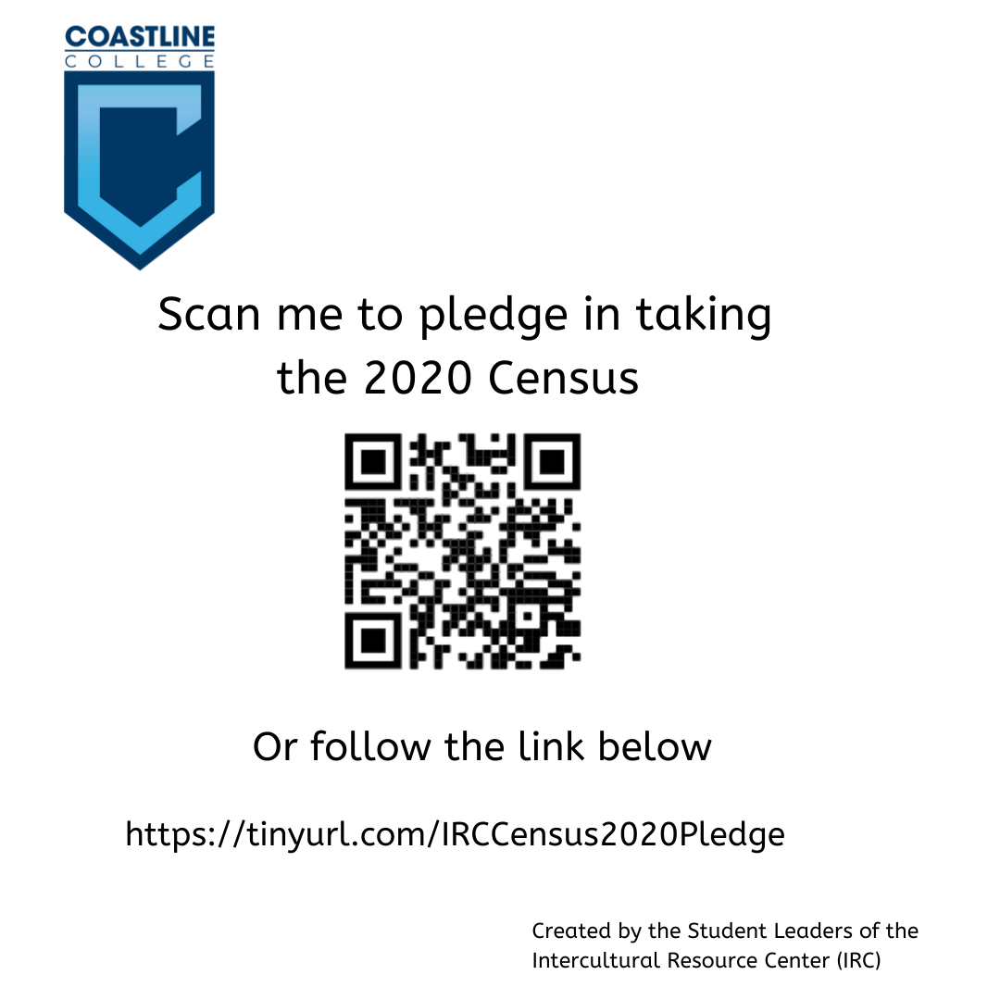 COASTLINE
COLLEGE
Scan me to pledge in taking
the 2020 Census
Or follow the link below
https://tinyurl.com/IRCCensus2020Pledge
Created by the Student Leaders of the
Intercultural Resource Center (IRC)